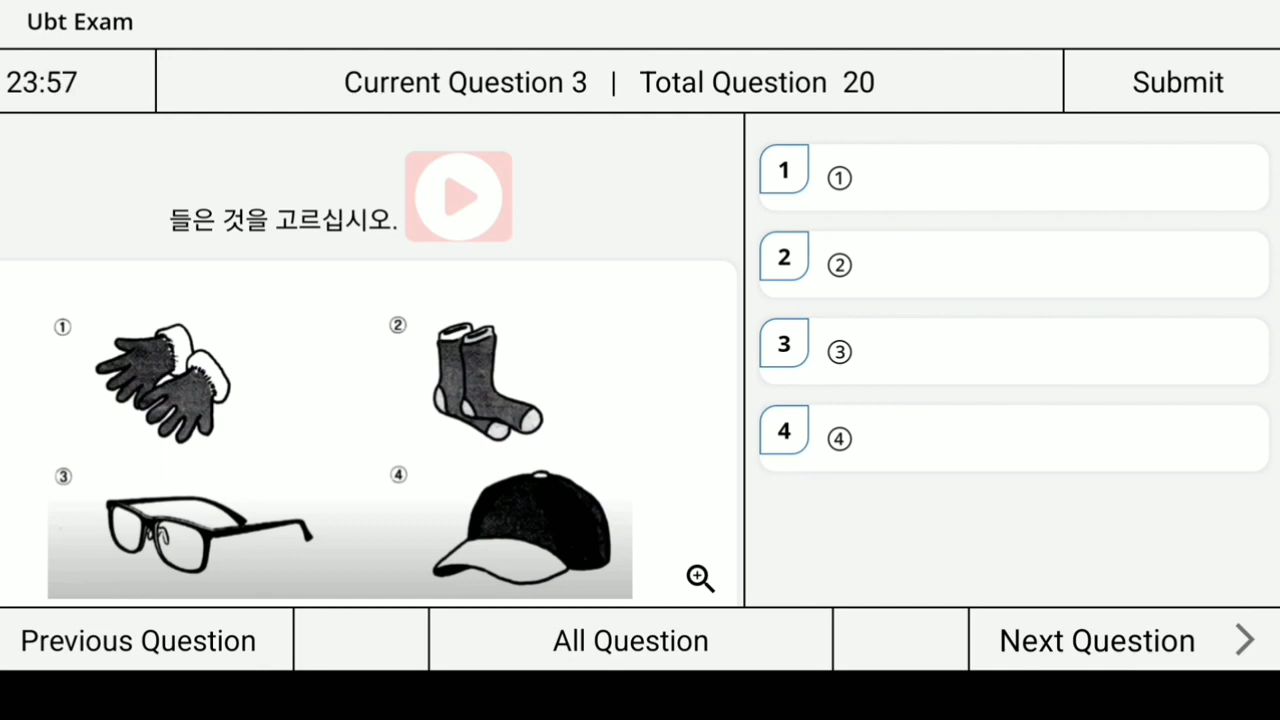 Ubt Exam
23:57
Current Question 3 | Total Question 20
Submit
들은 것을 고르십시오.
①
②
③
④
1 ①
2 ②
3 ③
4 ④
Previous Question
All Question
Next Question